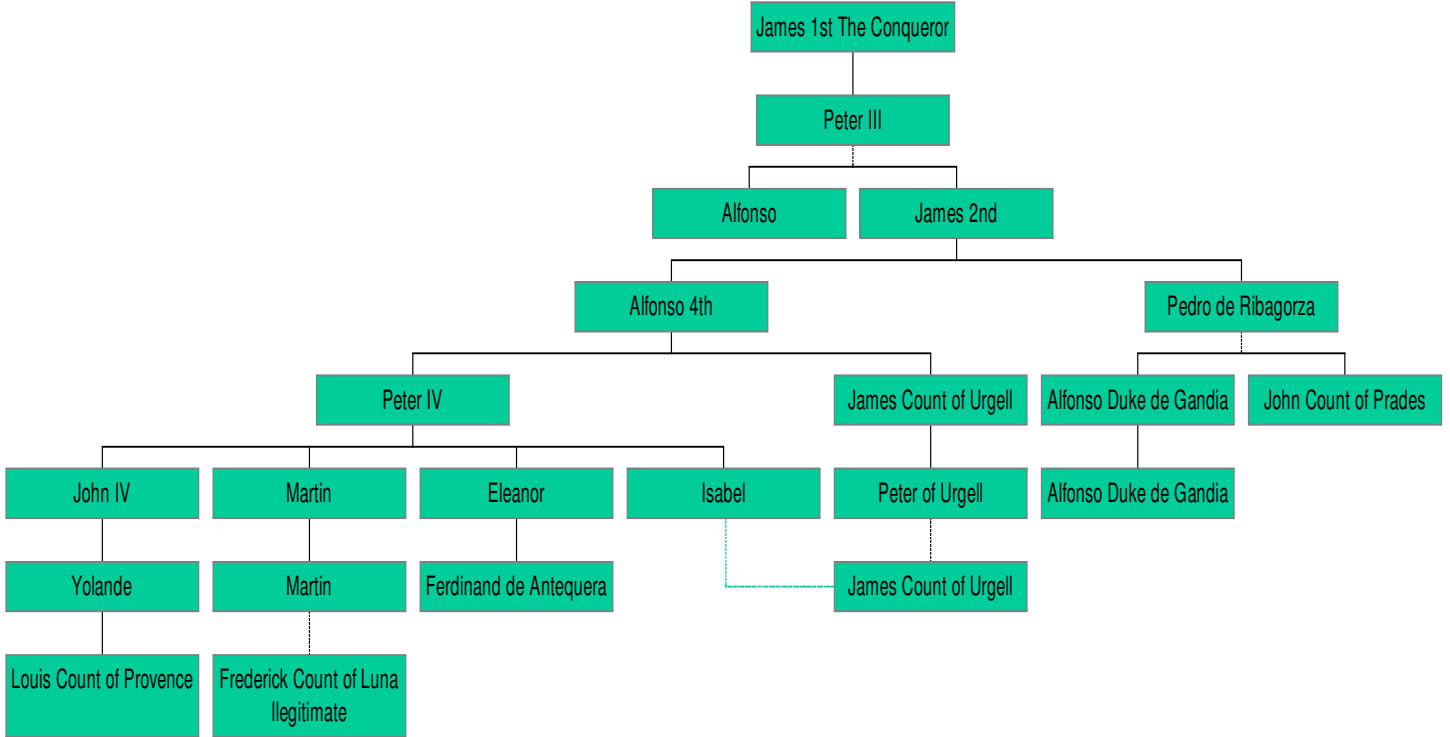 James 1st The Conqueror
Peter III
Alfonso
James 2nd
Alfonso 4th
Pedro de Ribagorza
Peter IV
James Count of Urgell
Alfonso Duke de Gandia
John Count of Prades
John IV
Martin
Eleanor
Isabel
Peter of Urgell
Alfonso Duke de Gandia
Yolande
Martin
Ferdinand de Antequera
James Count of Urgell
Louis Count of Provence
Frederick Count of Luna
Ilegitimate